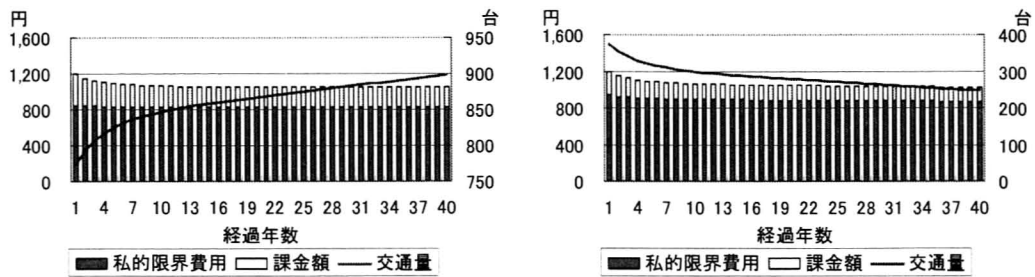 円 台
1,600 950
1,200 900
800 850
400 800
0 750
1 4 7 10 13 16 19 22 25 28 31 34 37 40
経過年数
私的限界費用 課金額 交通量
円 台
1,600 400
1,200 300
800 200
400 100
0 0
1 4 7 10 13 16 19 22 25 28 31 34 37 40
経過年数
私的限界費用 課金額 交通量